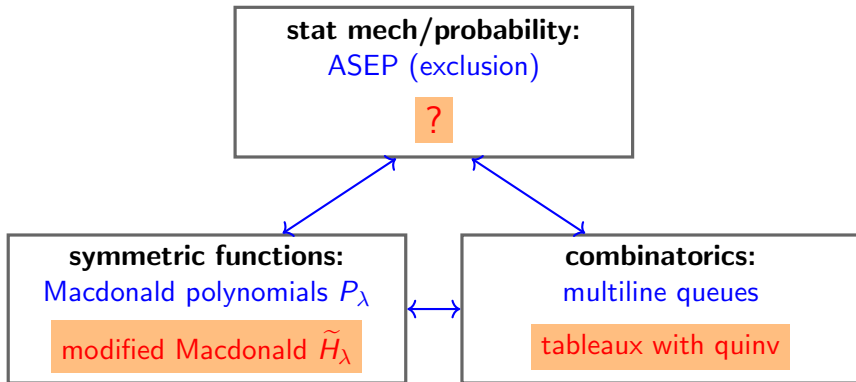 stat mech/probability:
ASEP (exclusion)
?
symmetric functions:
Macdonald polynomials P_λ
modified Macdonald H̃_λ
combinatorics:
multiline queues
tableaux with quinv